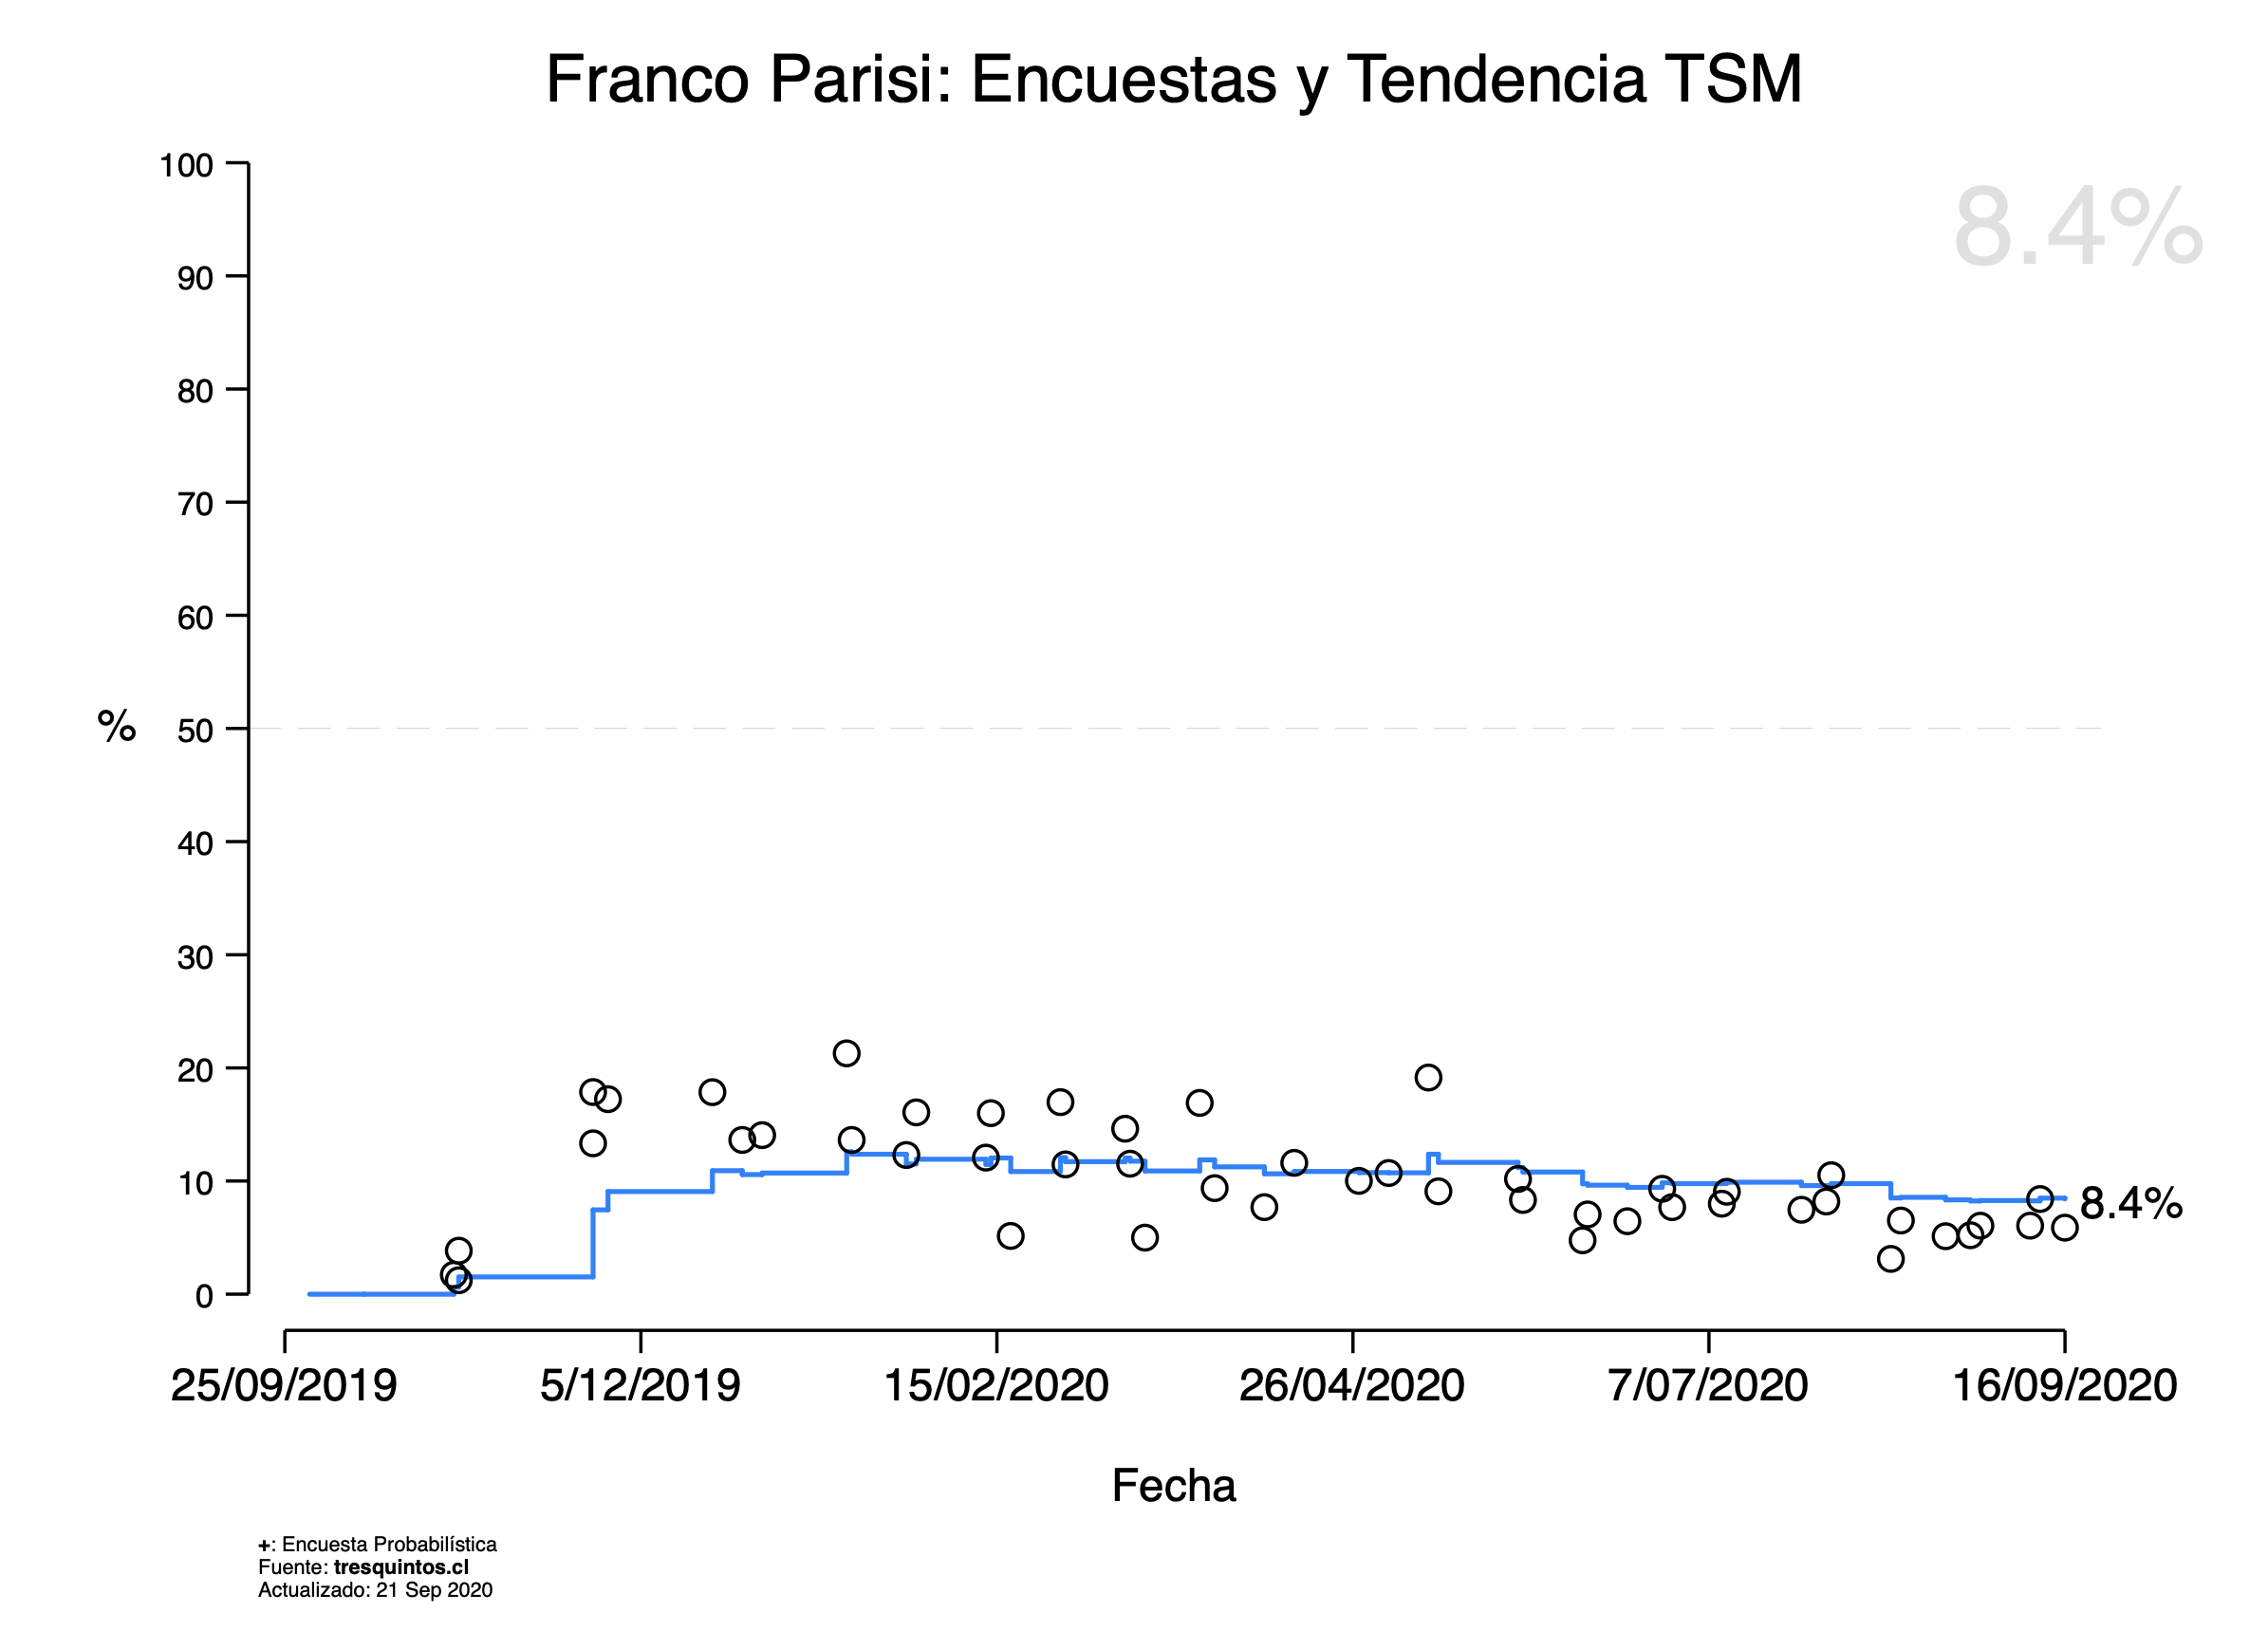 Franco Parisi: Encuestas y Tendencia TSM
8.4%
100
90
80
70
60
% 50
40
30
20
10
0
8.4%
25/09/2019 5/12/2019 15/02/2020 26/04/2020 7/07/2020 16/09/2020
Fecha
+: Encuesta Probabilística
Fuente: tresquintos.cl
Actualizado: 21 Sep 2020